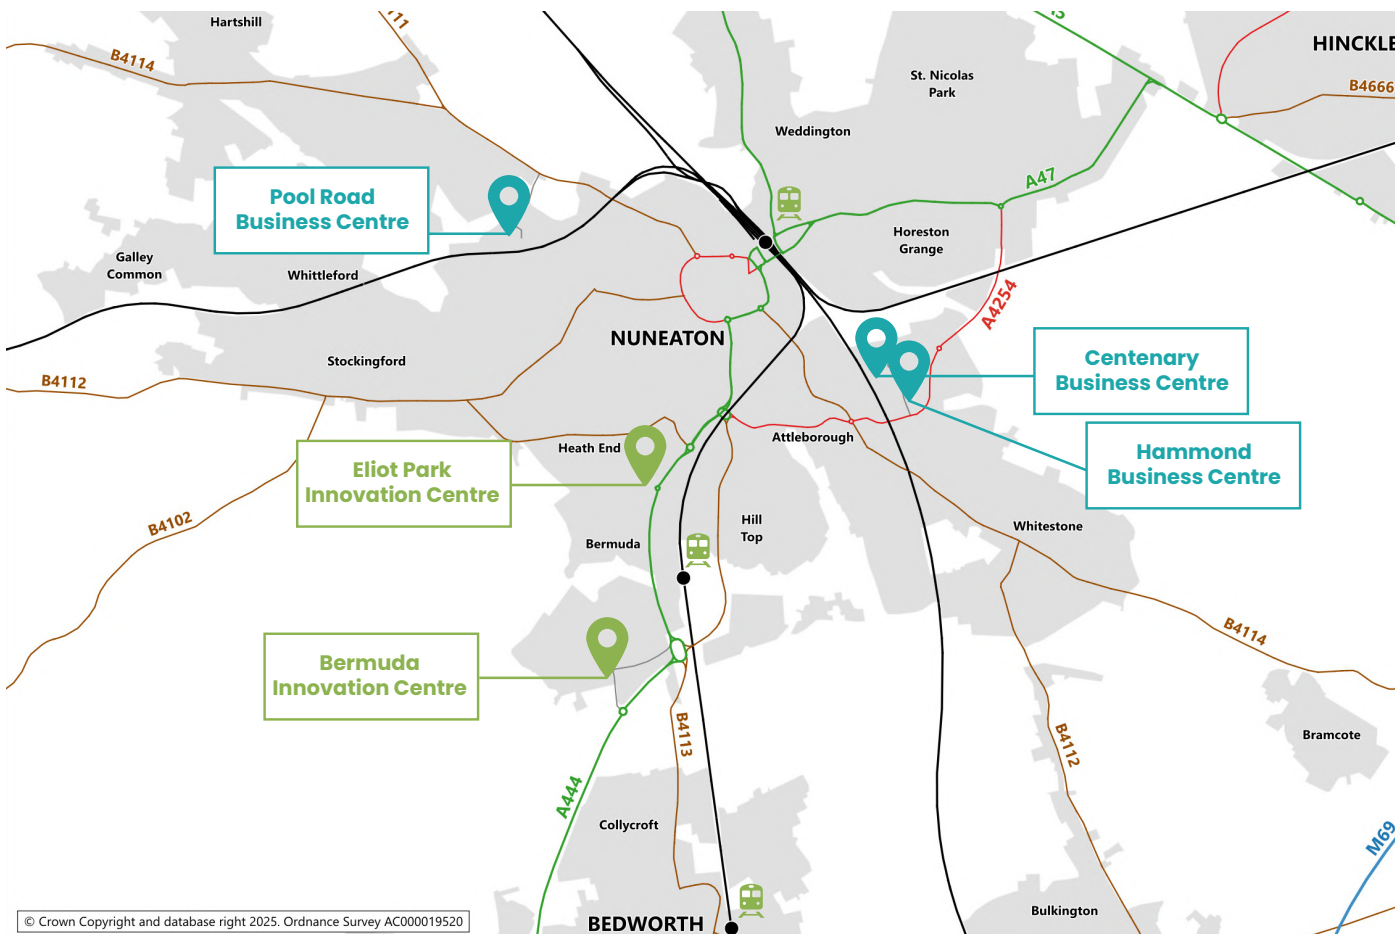 Hartshill
B4114
St. Nicolas
Park
HINCKLE
B4666
Weddington
A47
Pool Road
Business Centre
Horeston
Grange
Galley
Common
Whittleford
A4254
NUNEATON
Stockingford
B4112
Centenary
Business Centre
Heath End
Attleborough
Hammond
Business Centre
Eliot Park
Innovation Centre
B4102
Hill
Top
Whitestone
Bermuda
B4114
Bermuda
Innovation Centre
B4113
B4112
Bramcote
A444
Collycroft
M69
Bulkington
BEDWORTH
© Crown Copyright and database right 2025. Ordnance Survey AC000019520